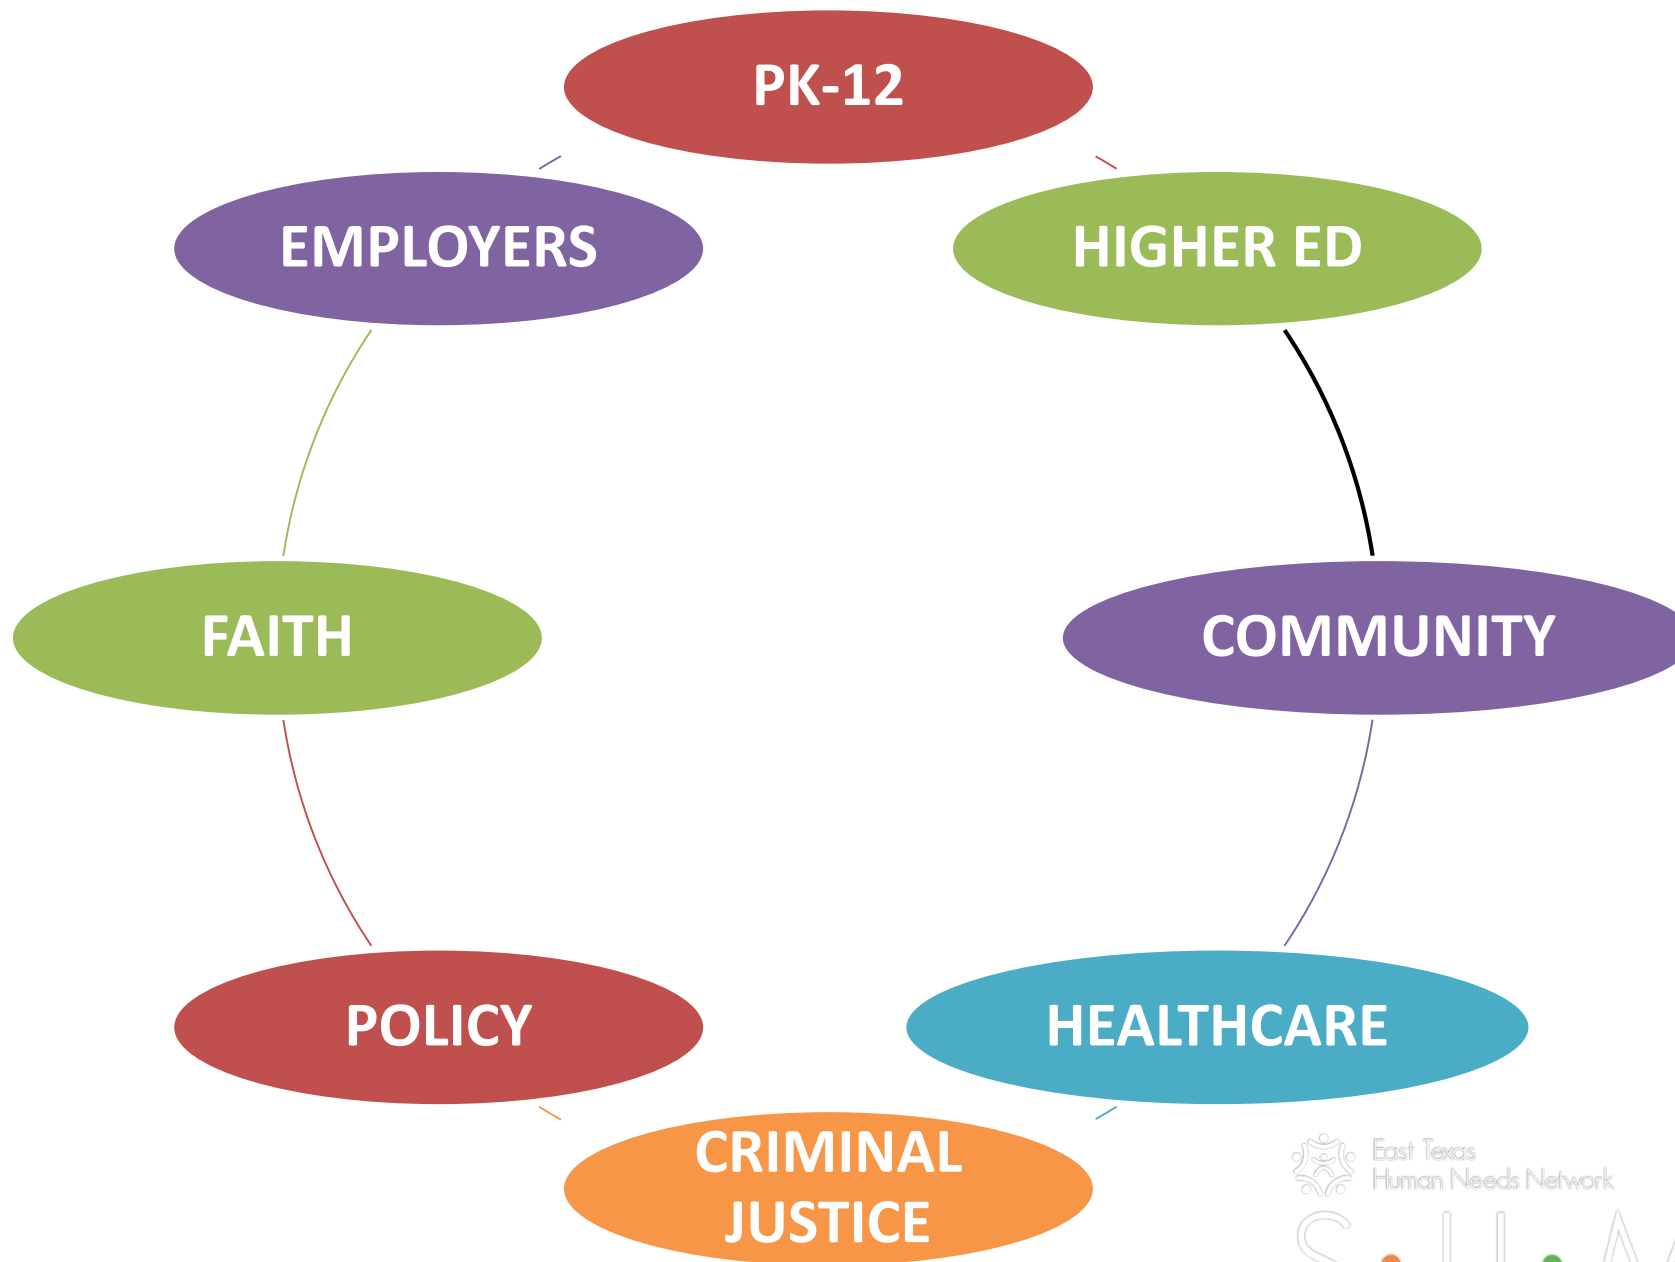 PK-12
EMPLOYERS
HIGHER ED
FAITH
COMMUNITY
POLICY
HEALTHCARE
CRIMINAL
JUSTICE
East Texas
Human Needs Network